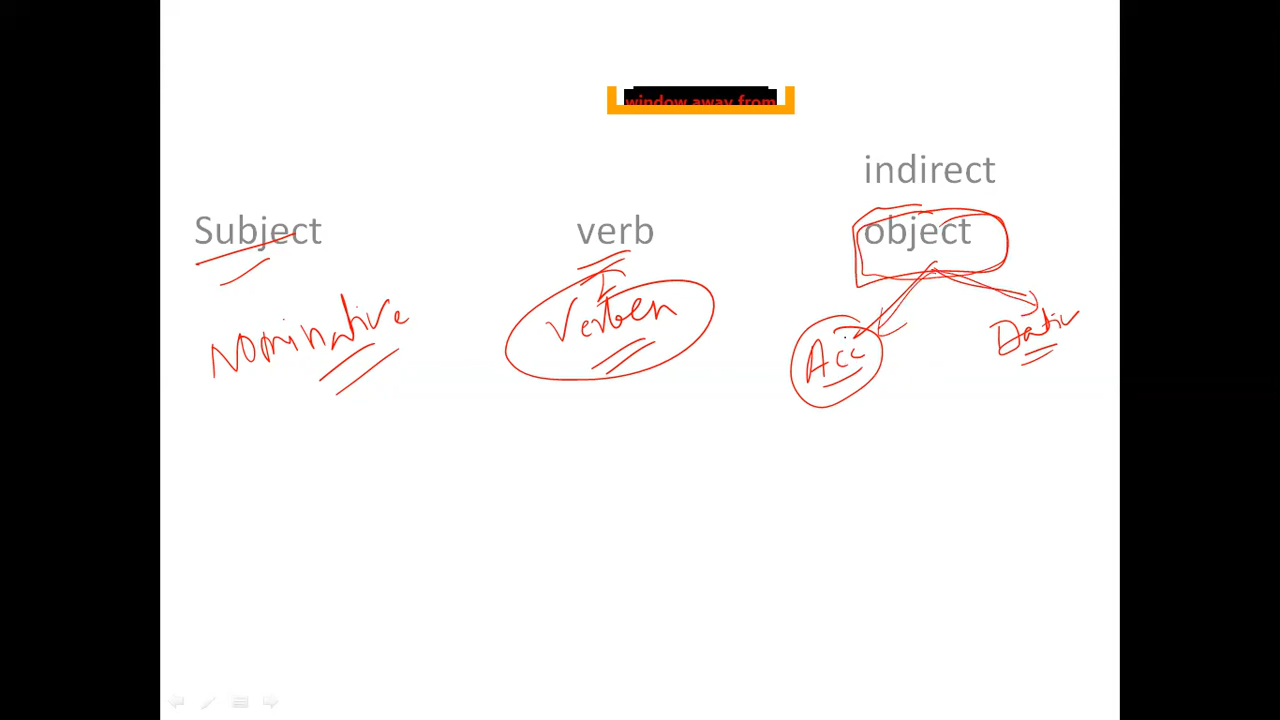 window away from
indirect
Subject verb object
Nominative Verben Acc Dativ